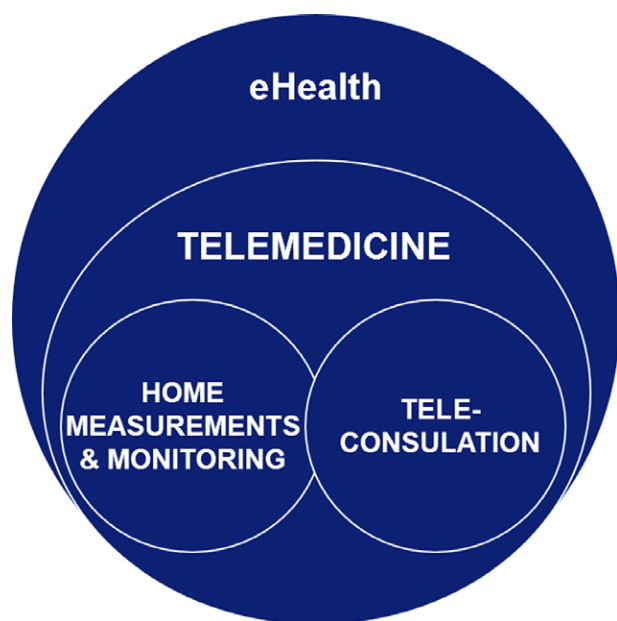 eHealth
TELEMEDICINE
HOME
MEASUREMENTS
& MONITORING
TELE-
CONSULATION